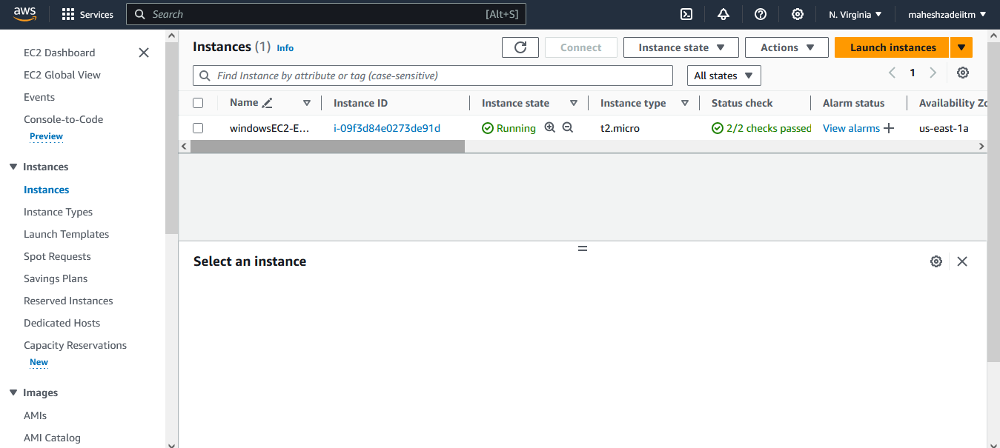 aws Services Search [Alt+S] N. Virginia maheshzadeiitm
EC2 Dashboard
EC2 Global View
Events
Console-to-Code
Preview
Instances
Instances
Instance Types
Launch Templates
Spot Requests
Savings Plans
Reserved Instances
Dedicated Hosts
Capacity Reservations
New
Images
AMIs
AMI Catalog
Instances (1) Info Connect Instance state Actions Launch instances
Find Instance by attribute or tag (case-sensitive) All states 1
Name Instance ID Instance state Instance type Status check Alarm status Availability Zo
windowsEC2-E... i-09f3d84e0273de91d Running t2.micro 2/2 checks passed View alarms us-east-1a
Select an instance